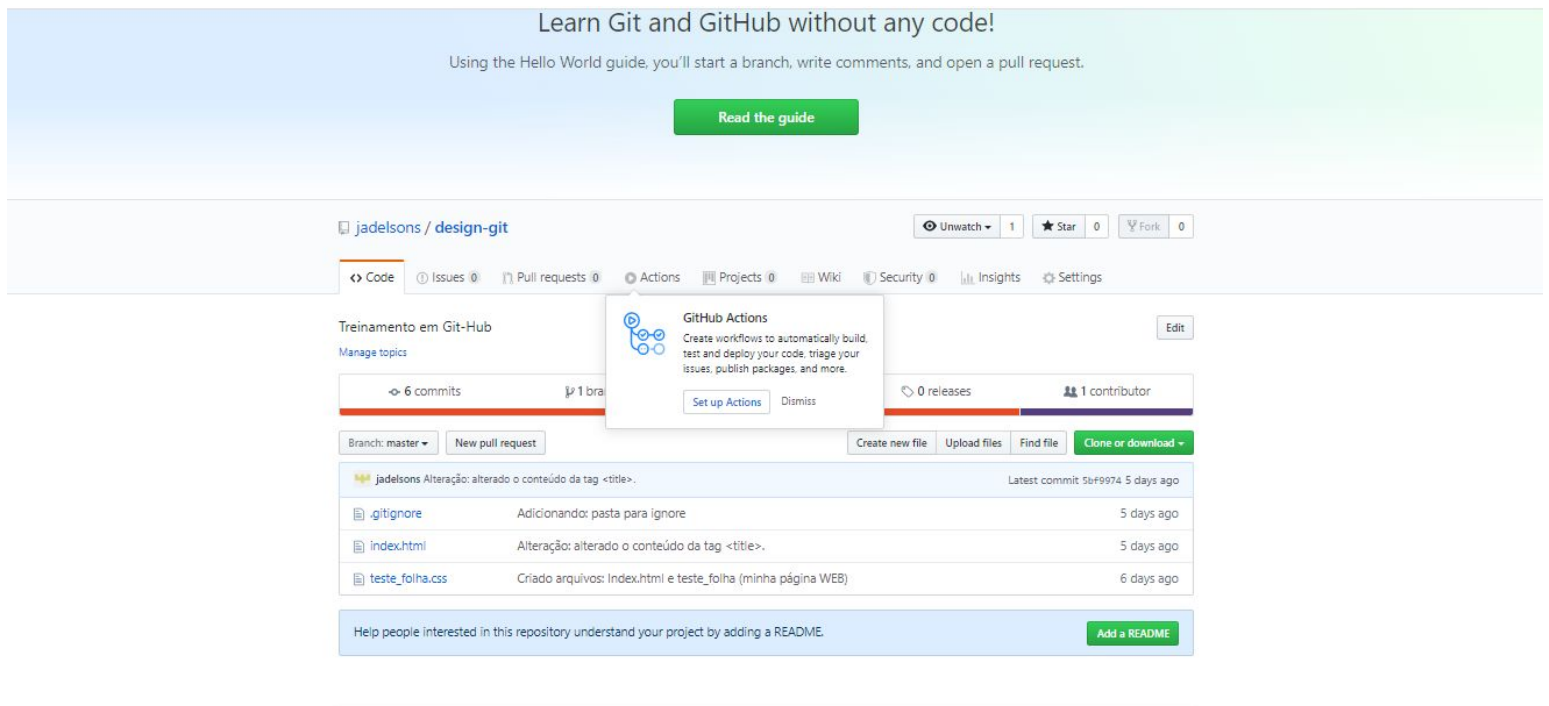 Learn Git and GitHub without any code!
Using the Hello World guide, you'll start a branch, write comments, and open a pull request.
Read the guide
jadelsons / design-git
Unwatch 1 Star 0 Fork 0
Code Issues 0 Pull requests 0 Actions Projects 0 Wiki Security 0 Insights Settings
GitHub Actions
Create workflows to automatically build,
test and deploy your code, triage your
issues, publish packages, and more.
Set up Actions Dismiss
Treinamento em Git-Hub Edit
Manage topics
6 commits 1 bra 0 releases 1 contributor
Branch: master New pull request Create new file Upload files Find file Clone or download
jadelsons Alteração: alterado o conteúdo da tag <title>. Latest commit 5bf9974 5 days ago
.gitignore Adicionando: pasta para ignore 5 days ago
index.html Alteração: alterado o conteúdo da tag <title>. 5 days ago
teste_folha.css Criado arquivos: Index.html e teste_folha (minha página WEB) 6 days ago
Help people interested in this repository understand your project by adding a README. Add a README